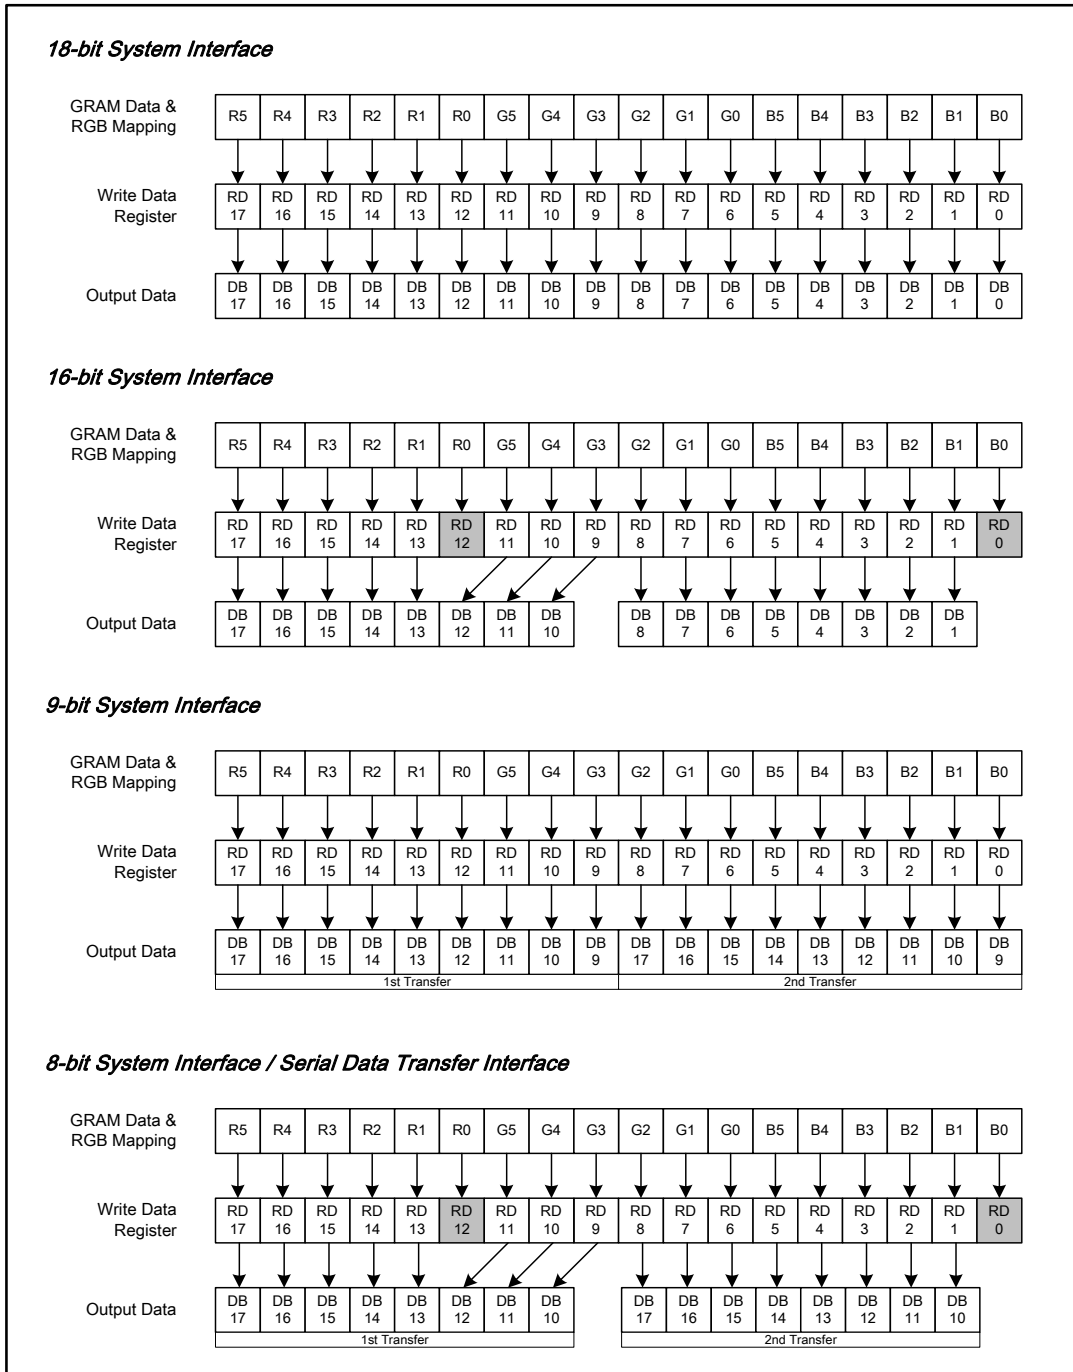 18-bit System Interface
GRAM Data &
RGB Mapping
R5 R4 R3 R2 R1 R0 G5 G4 G3 G2 G1 G0 B5 B4 B3 B2 B1 B0
Write Data
Register
RD RD RD RD RD RD RD RD RD RD RD RD RD RD RD RD RD RD
17 16 15 14 13 12 11 10 9 8 7 6 5 4 3 2 1 0
Output Data
DB DB DB DB DB DB DB DB DB DB DB DB DB DB DB DB DB DB
17 16 15 14 13 12 11 10 9 8 7 6 5 4 3 2 1 0
16-bit System Interface
GRAM Data &
RGB Mapping
R5 R4 R3 R2 R1 R0 G5 G4 G3 G2 G1 G0 B5 B4 B3 B2 B1 B0
Write Data
Register
RD RD RD RD RD RD RD RD RD RD RD RD RD RD RD RD RD RD
17 16 15 14 13 12 11 10 9 8 7 6 5 4 3 2 1 0
Output Data
DB DB DB DB DB DB DB DB DB DB DB DB DB DB DB DB
17 16 15 14 13 12 11 10 8 7 6 5 4 3 2 1
9-bit System Interface
GRAM Data &
RGB Mapping
R5 R4 R3 R2 R1 R0 G5 G4 G3 G2 G1 G0 B5 B4 B3 B2 B1 B0
Write Data
Register
RD RD RD RD RD RD RD RD RD RD RD RD RD RD RD RD RD RD
17 16 15 14 13 12 11 10 9 8 7 6 5 4 3 2 1 0
Output Data
DB DB DB DB DB DB DB DB DB DB DB DB DB DB DB DB DB DB
17 16 15 14 13 12 11 10 9 17 16 15 14 13 12 11 10 9
1st Transfer 2nd Transfer
8-bit System Interface / Serial Data Transfer Interface
GRAM Data &
RGB Mapping
R5 R4 R3 R2 R1 R0 G5 G4 G3 G2 G1 G0 B5 B4 B3 B2 B1 B0
Write Data
Register
RD RD RD RD RD RD RD RD RD RD RD RD RD RD RD RD RD RD
17 16 15 14 13 12 11 10 9 8 7 6 5 4 3 2 1 0
Output Data
DB DB DB DB DB DB DB DB DB DB DB DB DB DB DB DB
17 16 15 14 13 12 11 10 17 16 15 14 13 12 11 10
1st Transfer 2nd Transfer